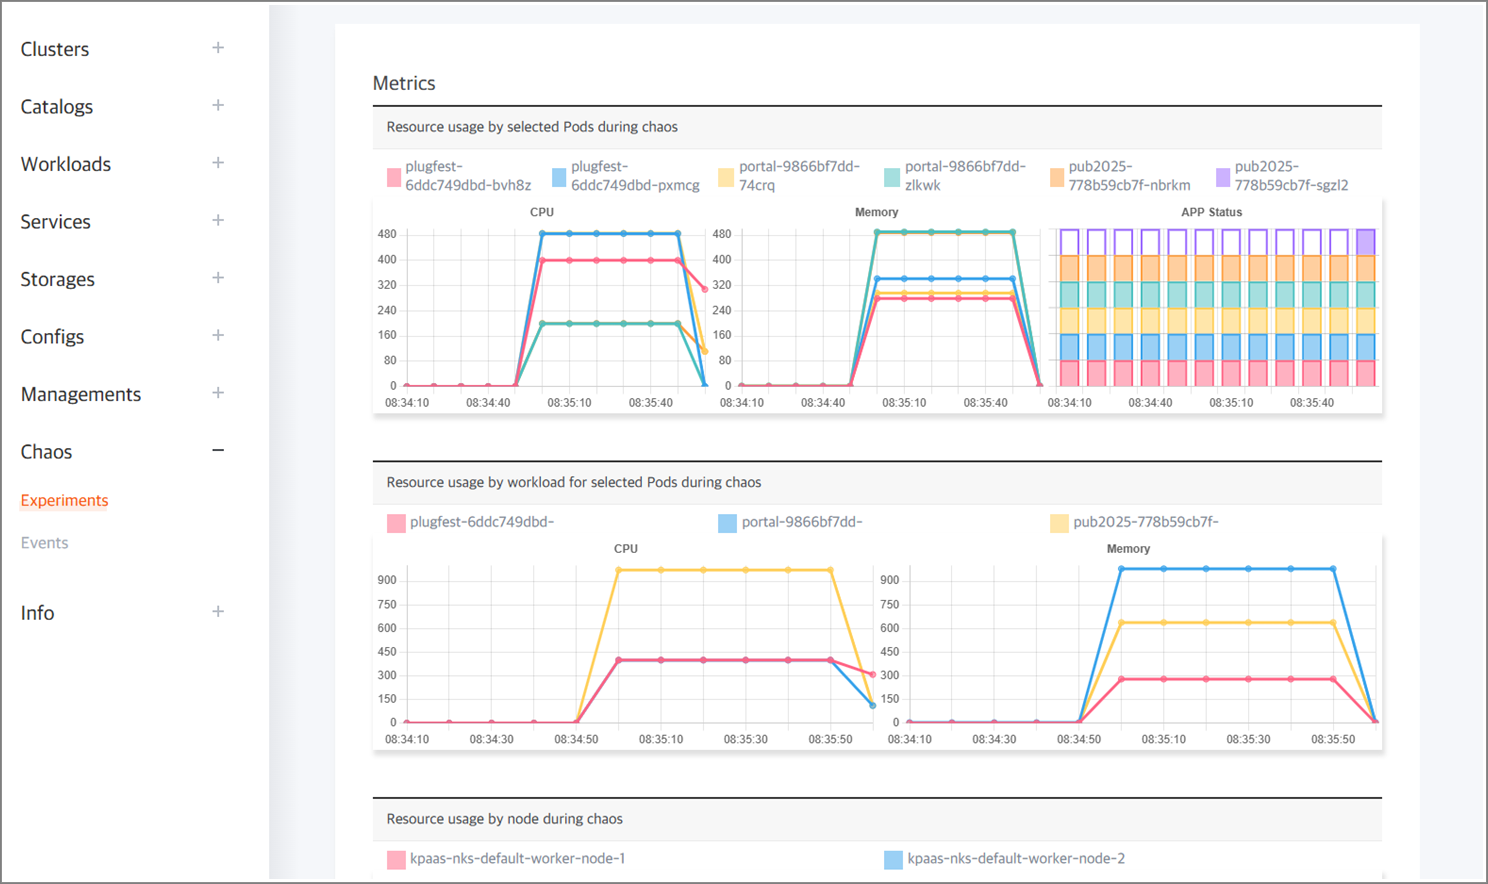 Clusters +
Catalogs +
Workloads +
Services +
Storages +
Configs +
Managements +
Chaos −
Experiments
Events
Info +
Metrics
Resource usage by selected Pods during chaos
plugfest-
6ddc749dbd-bvh8z
plugfest-
6ddc749dbd-pxmcg
portal-9866bf7dd-
74crq
portal-9866bf7dd-
zlkwk
pub2025-
778b59cb7f-nbrkm
pub2025-
778b59cb7f-sgzl2
CPU
480
400
320
240
160
80
0
08:34:10 08:34:40 08:35:10 08:35:40
Memory
480
400
320
240
160
80
0
08:34:10 08:34:40 08:35:10 08:35:40
APP Status
08:34:10 08:34:40 08:35:10 08:35:40
Resource usage by workload for selected Pods during chaos
plugfest-6ddc749dbd-
portal-9866bf7dd-
pub2025-778b59cb7f-
CPU
900
750
600
450
300
150
0
08:34:10 08:34:30 08:34:50 08:35:10 08:35:30 08:35:50
Memory
900
750
600
450
300
150
0
08:34:10 08:34:30 08:34:50 08:35:10 08:35:30 08:35:50
Resource usage by node during chaos
kpaas-nks-default-worker-node-1
kpaas-nks-default-worker-node-2